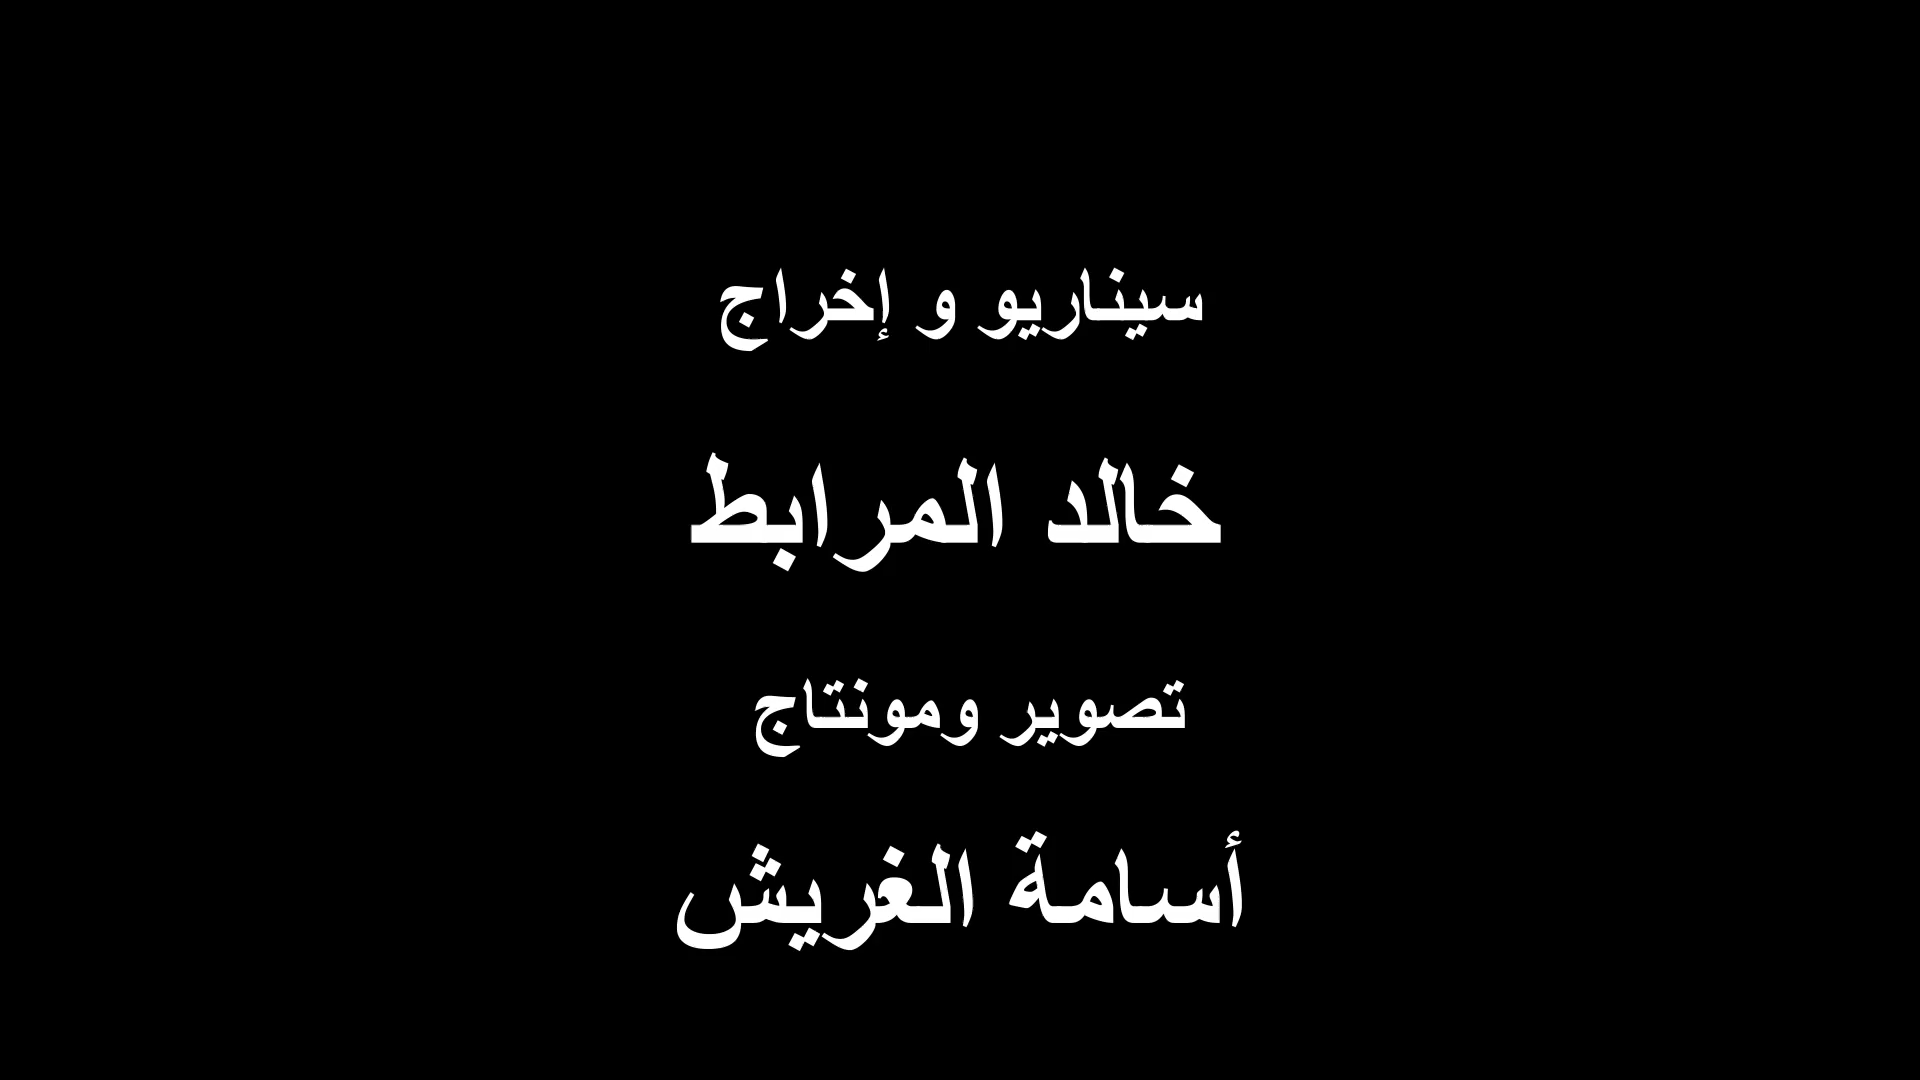 سيناريو و إخراج
خالد المرابط
تصوير ومونتاج
أسامة الغريش